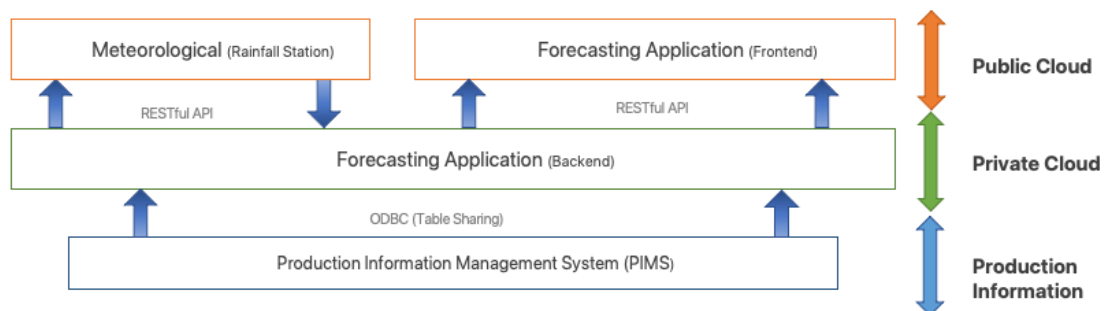 Meteorological (Rainfall Station)
Forecasting Application (Frontend)
Public Cloud
RESTful API
RESTful API
Forecasting Application (Backend)
Private Cloud
ODBC (Table Sharing)
Production Information Management System (PIMS)
Production
Information